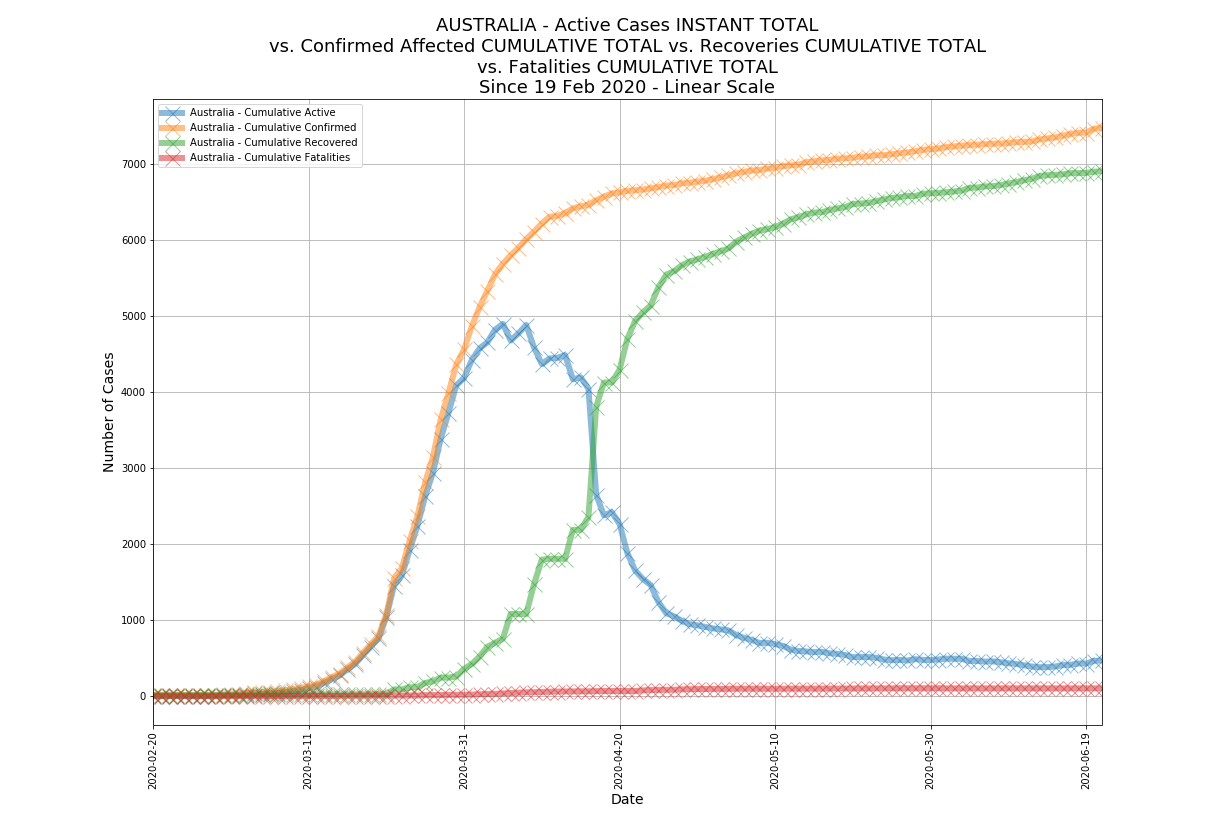 AUSTRALIA - Active Cases INSTANT TOTAL
vs. Confirmed Affected CUMULATIVE TOTAL vs. Recoveries CUMULATIVE TOTAL
vs. Fatalities CUMULATIVE TOTAL
Since 19 Feb 2020 - Linear Scale
Australia - Cumulative Active
Australia - Cumulative Confirmed
Australia - Cumulative Recovered
Australia - Cumulative Fatalities
Number of Cases
7000
6000
5000
4000
3000
2000
1000
0
2020-02-20
2020-03-11
2020-03-31
2020-04-20
2020-05-10
2020-05-30
2020-06-19
Date